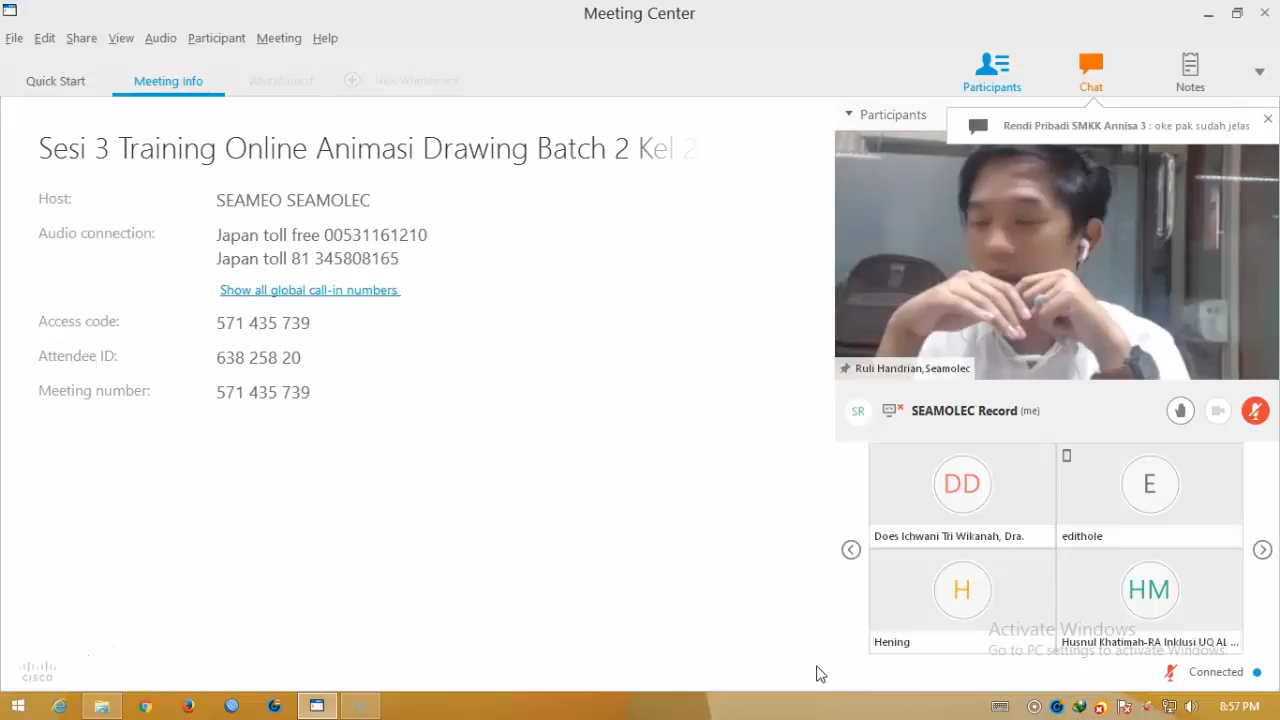 Meeting Center
File Edit Share View Audio Participant Meeting Help
Quick Start Meeting Info Whiteboard New Whiteboard
Participants Chat Notes
Participants
Rendi Pribadi SMKK Annisa 3 : oke pak sudah jelas
Sesi 3 Training Online Animasi Drawing Batch 2 Kel 2
Host: SEAMEO SEAMOLEC
Audio connection: Japan toll free 00531161210
Japan toll 81 345808165
Show all global call-in numbers
Access code: 571 435 739
Attendee ID: 638 258 20
Meeting number: 571 435 739
Ruli Handrian,Seamolec
SR SEAMOLEC Record (me)
DD E
Does Ichwani Tri Wikanah, Dra. edithole
H HM
Hening Husnul Khatimah-RA Inklusi UQ AL ...
Activate Windows
Go to PC settings to activate Windows.
cisco
Connected
8:57 PM